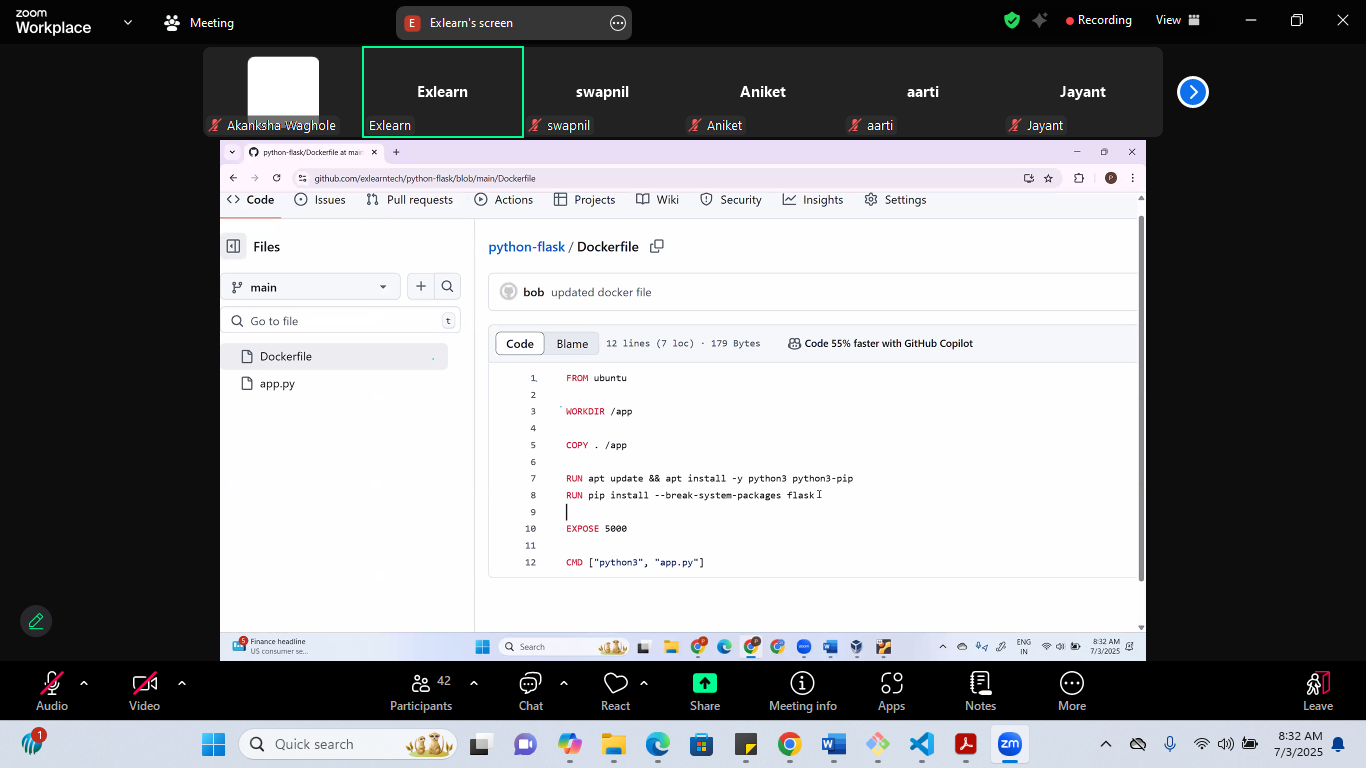 zoom
Workplace
Meeting
E Exlearn's screen
Recording
View
Exlearn
swapnil
Aniket
aarti
Jayant
Akanksha Waghole
Exlearn
swapnil
Aniket
aarti
Jayant
python-flask/Dockerfile at mai
github.com/exlearntech/python-flask/blob/main/Dockerfile
P
Code
Issues
Pull requests
Actions
Projects
Wiki
Security
Insights
Settings
Files
python-flask / Dockerfile
main
bob updated docker file
Go to file
t
Code Blame 12 lines (7 loc) · 179 Bytes Code 55% faster with GitHub Copilot
Dockerfile
app.py
1 FROM ubuntu
2
3 WORKDIR /app
4
5 COPY . /app
6
7 RUN apt update && apt install -y python3 python3-pip
8 RUN pip install --break-system-packages flask
9
10 EXPOSE 5000
11
12 CMD ["python3", "app.py"]
5
Finance headline
US consumer se...
Search
ENG
IN
8:32 AM
7/3/2025
Audio
Video
42
Participants
Chat
React
Share
Meeting info
Apps
Notes
More
Leave
1
Quick search
zm
8:32 AM
7/3/2025